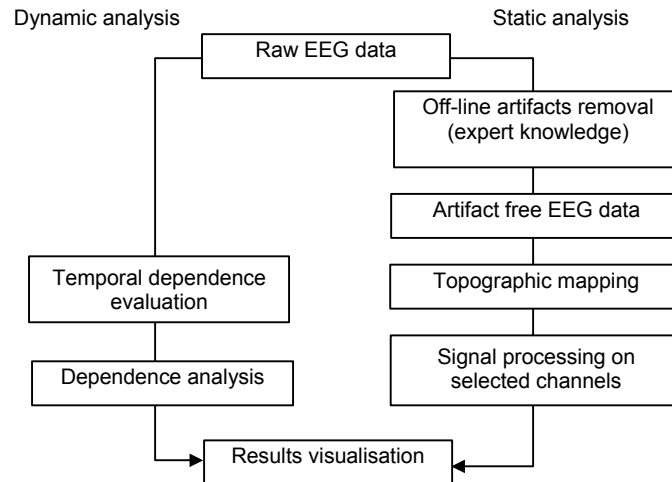 Dynamic analysis
Static analysis
Raw EEG data
Off-line artifacts removal
(expert knowledge)
Artifact free EEG data
Temporal dependence
evaluation
Topographic mapping
Dependence analysis
Signal processing on
selected channels
Results visualisation